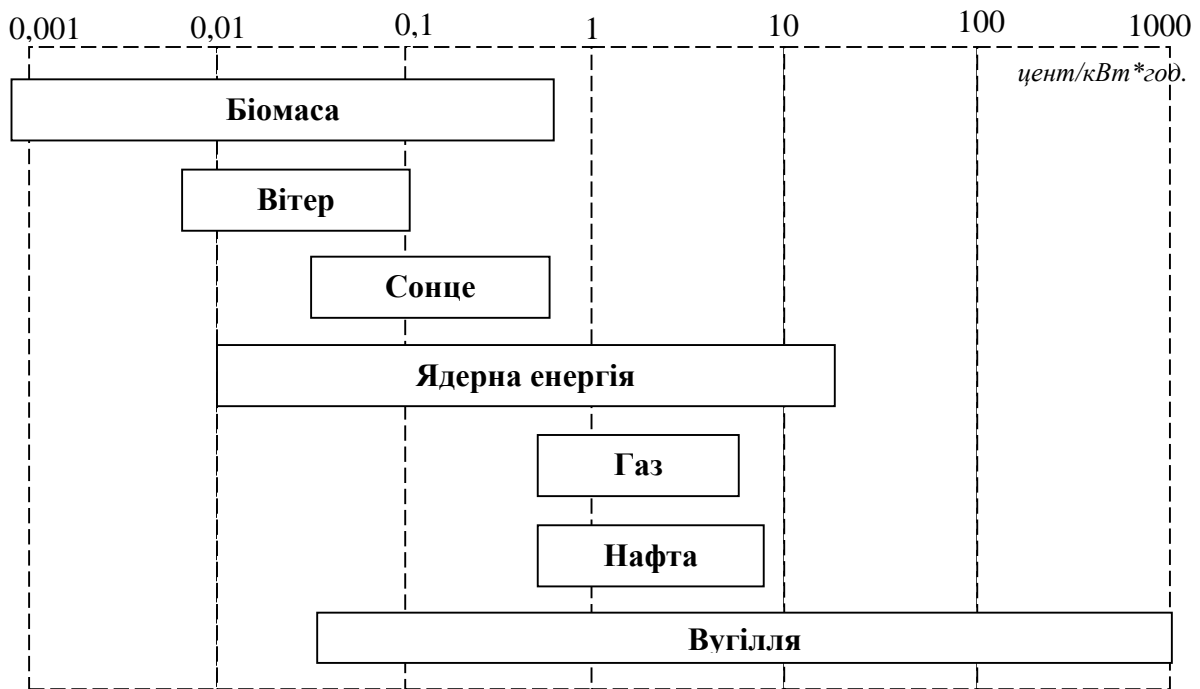 0,001 0,01 0,1 1 10 100 1000
цент/кВт*год.
Біомаса
Вітер
Сонце
Ядерна енергія
Газ
Нафта
Вугілля